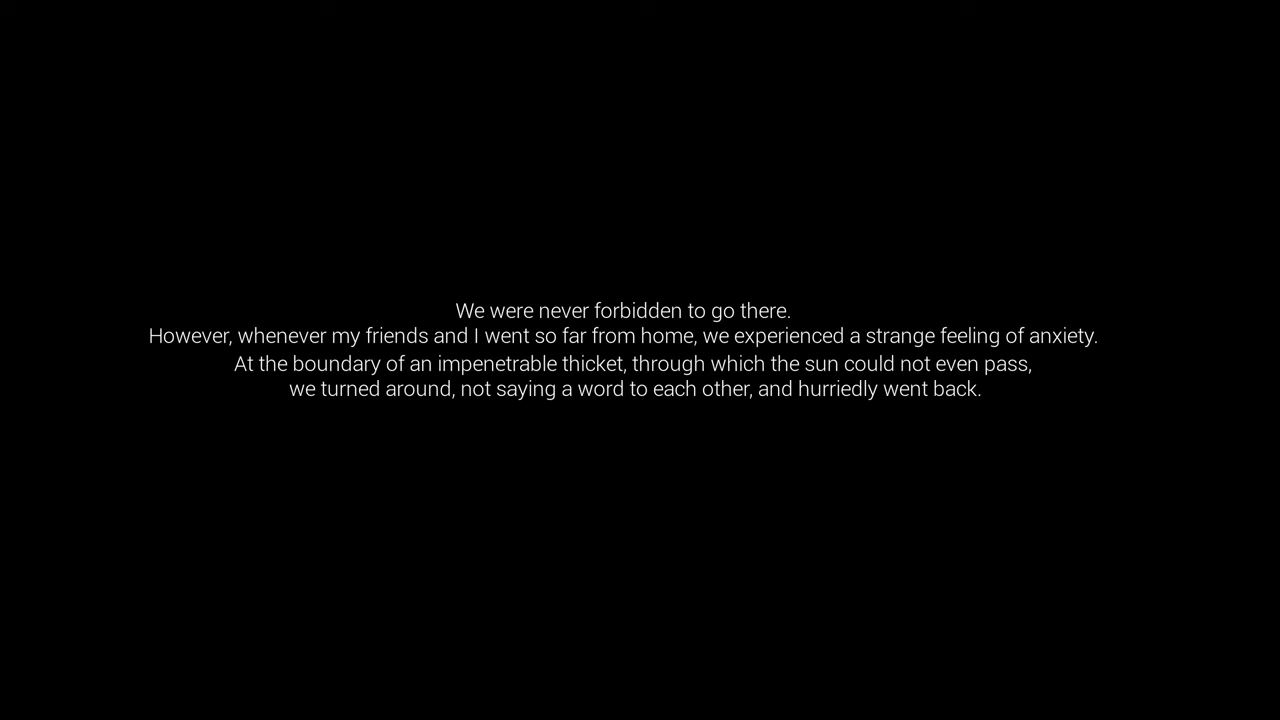 We were never forbidden to go there.
However, whenever my friends and I went so far from home, we experienced a strange feeling of anxiety.
At the boundary of an impenetrable thicket, through which the sun could not even pass,
we turned around, not saying a word to each other, and hurriedly went back.